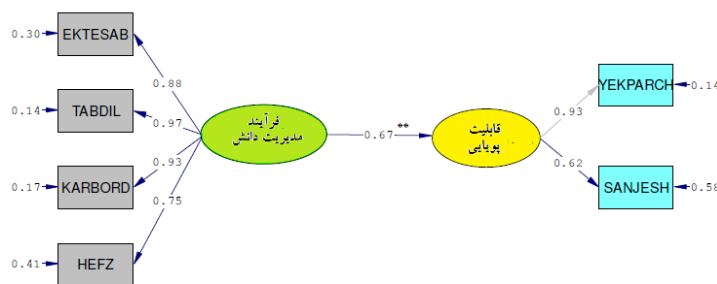 0.30
EKTESAB
0.88
0.14
TABDIL
0.97
0.17
KARBORD
0.93
0.41
HEFZ
0.75
فرآیند
مدیریت دانش
0.67 **
قابلیت
پویایی
0.93
YEKPARCH
0.14
0.62
SANJESH
0.58